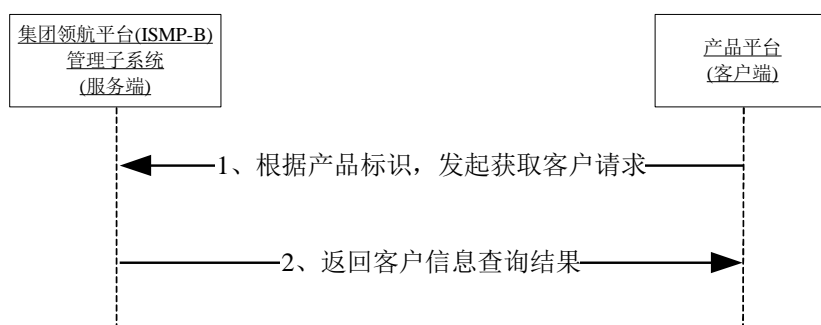 集团领航平台(ISMP-B)
管理子系统
(服务端)
产品平台
(客户端)
1、根据产品标识，发起获取客户请求
2、返回客户信息查询结果